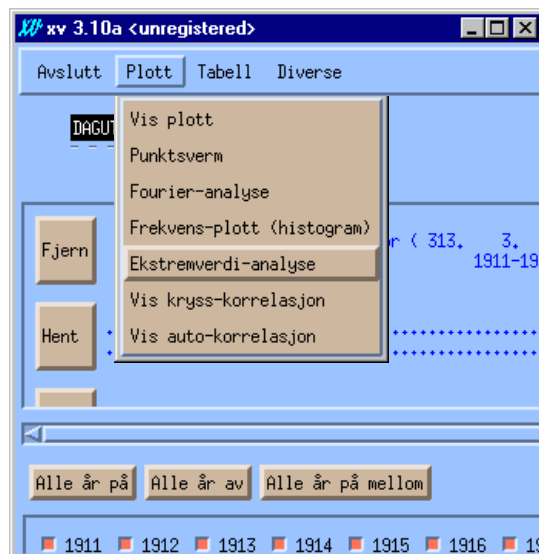 xv 3.10a <unregistered>
Avslutt Plott Tabell Diverse
DAGUT
Vis plott
Punktsverm
Fourier-analyse
Frekvens-plott (histogram)
Ekstremverdi-analyse
Vis kryss-korrelasjon
Vis auto-korrelasjon
Fjern
r ( 313. 3.
1911-19
Hent
Alle år på Alle år av Alle år på mellom
1911 1912 1913 1914 1915 1916 19